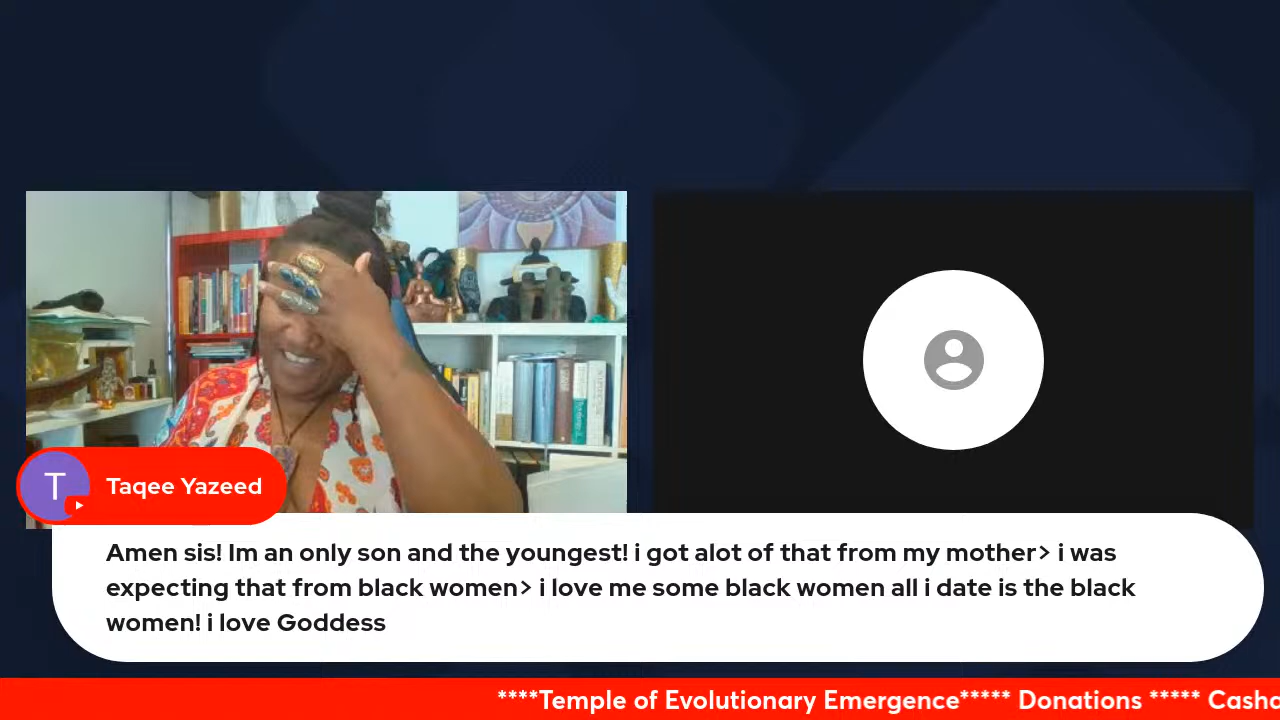 T
Taqee Yazeed
Amen sis! Im an only son and the youngest! i got alot of that from my mother> i was
expecting that from black women> i love me some black women all i date is the black
women! i love Goddess
****Temple of Evolutionary Emergence***** Donations ***** Casha